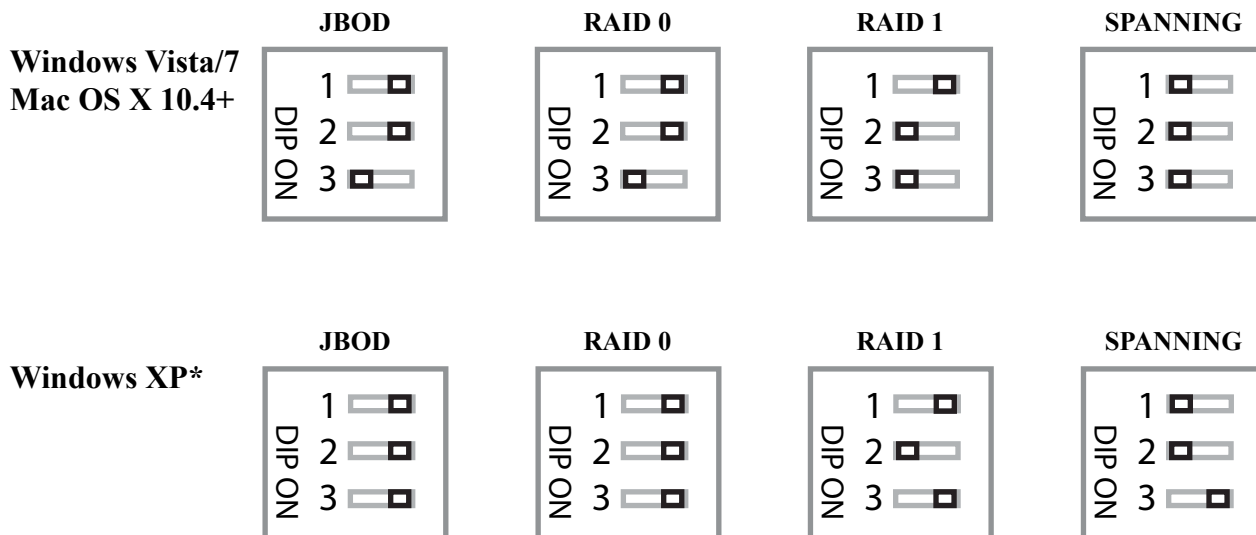 JBOD RAID 0 RAID 1 SPANNING
Windows Vista/7
Mac OS X 10.4+
DIP ON
1
2
3
DIP ON
1
2
3
DIP ON
1
2
3
DIP ON
1
2
3
JBOD RAID 0 RAID 1 SPANNING
Windows XP*
DIP ON
1
2
3
DIP ON
1
2
3
DIP ON
1
2
3
DIP ON
1
2
3